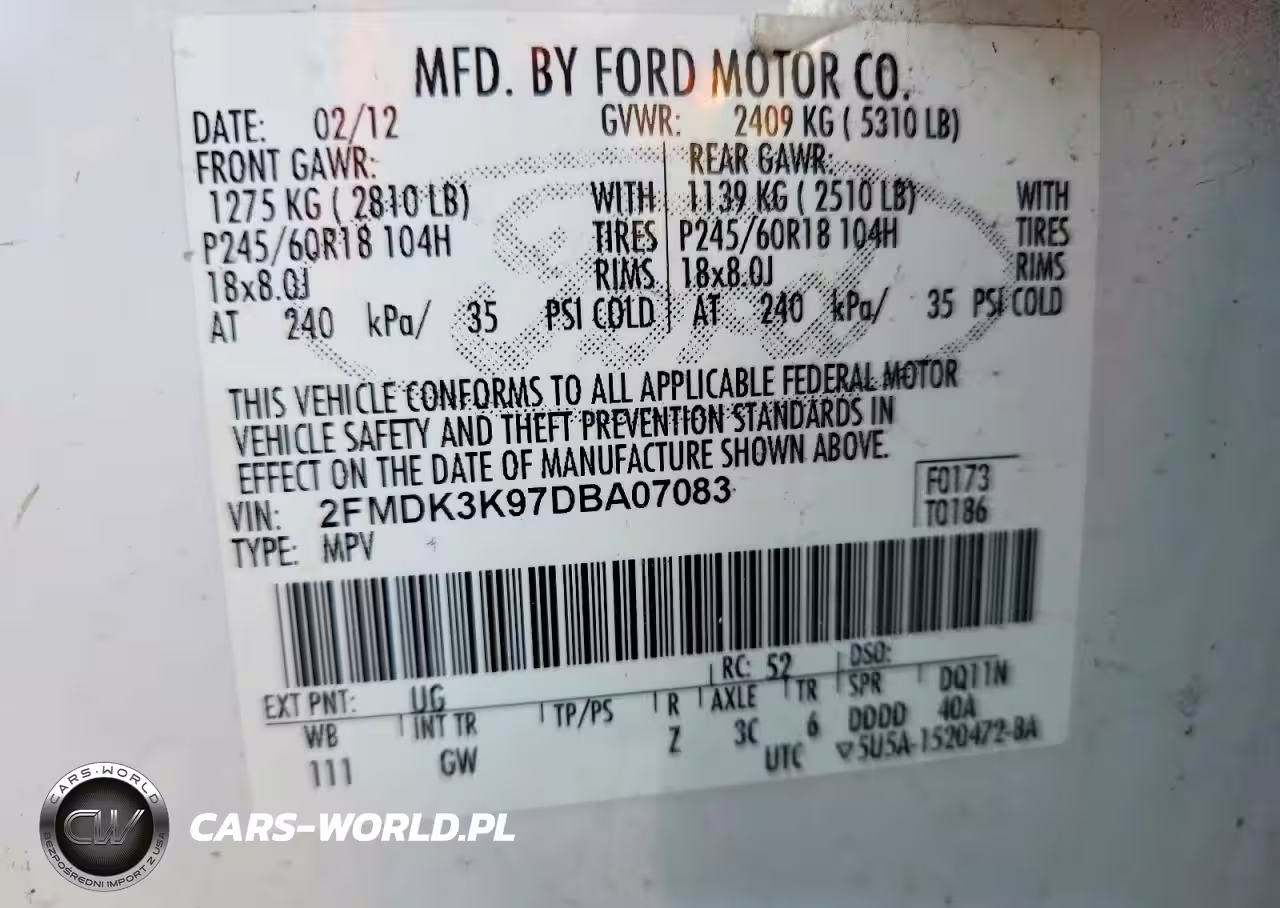 MFD. BY FORD MOTOR CO.
DATE: 02/12 GVWR: 2409 KG ( 5310 LB)
FRONT GAWR: REAR GAWR:
1275 KG ( 2810 LB) WITH 1139 KG ( 2510 LB) WITH
P245/60R18 104H TIRES P245/60R18 104H TIRES
18x8.0J RIMS 18x8.0J RIMS
AT 240 kPa/ 35 PSI COLD AT 240 kPa/ 35 PSI COLD
THIS VEHICLE CONFORMS TO ALL APPLICABLE FEDERAL MOTOR
VEHICLE SAFETY AND THEFT PREVENTION STANDARDS IN
EFFECT ON THE DATE OF MANUFACTURE SHOWN ABOVE.
VIN: 2FMDK3K97DBA07083 F0173
TYPE: MPV T0186
EXT PNT: UG RC: 52 DSO:
WB INT TR TP/PS R AXLE TR SPR DQ11N
111 GW Z 3C 6 DDDD 40A
UTC ▽5U5A-1520472-BA
CARS-WORLD
CW
BEZPOŚREDNI IMPORT Z USA
CARS-WORLD.PL